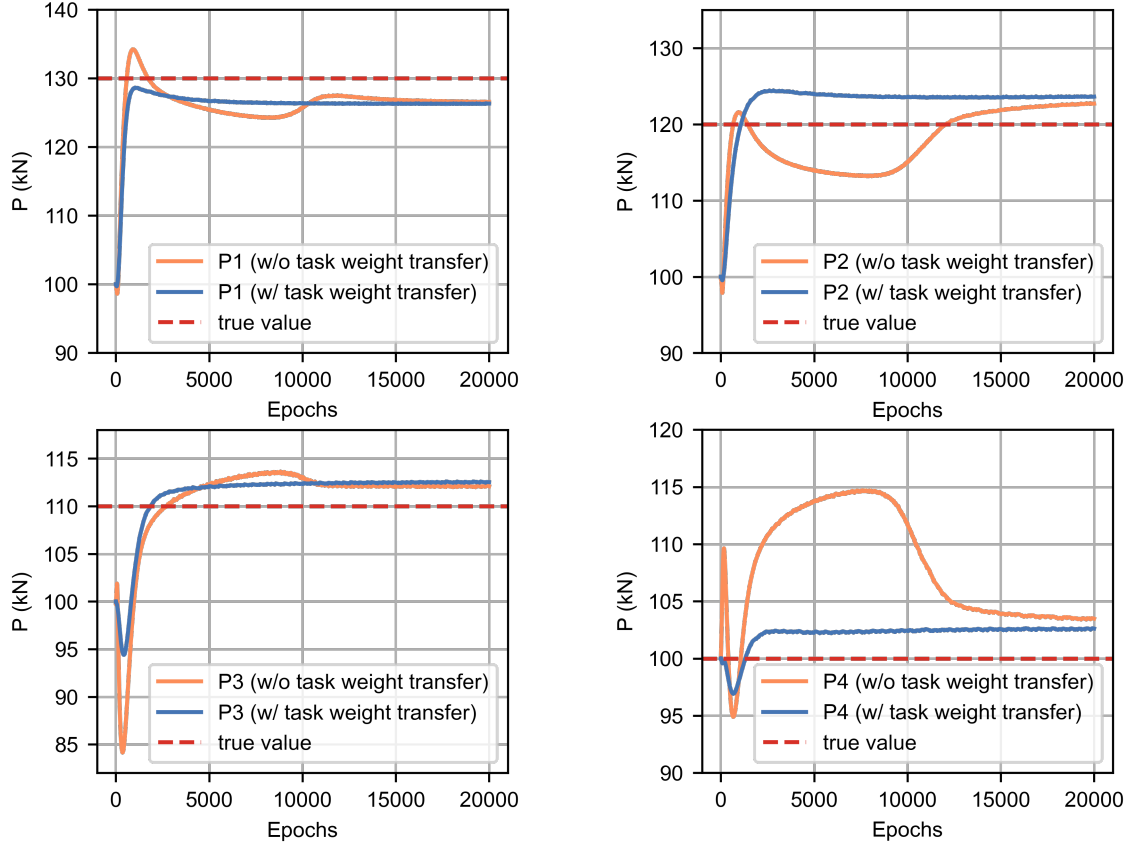 140
130
120
110
100
90
P (kN)
P1 (w/o task weight transfer)
P1 (w/ task weight transfer)
true value
0 5000 10000 15000 20000
Epochs
130
120
110
100
90
P (kN)
P2 (w/o task weight transfer)
P2 (w/ task weight transfer)
true value
0 5000 10000 15000 20000
Epochs
115
110
105
100
95
90
85
P (kN)
P3 (w/o task weight transfer)
P3 (w/ task weight transfer)
true value
0 5000 10000 15000 20000
Epochs
120
115
110
105
100
95
90
P (kN)
P4 (w/o task weight transfer)
P4 (w/ task weight transfer)
true value
0 5000 10000 15000 20000
Epochs